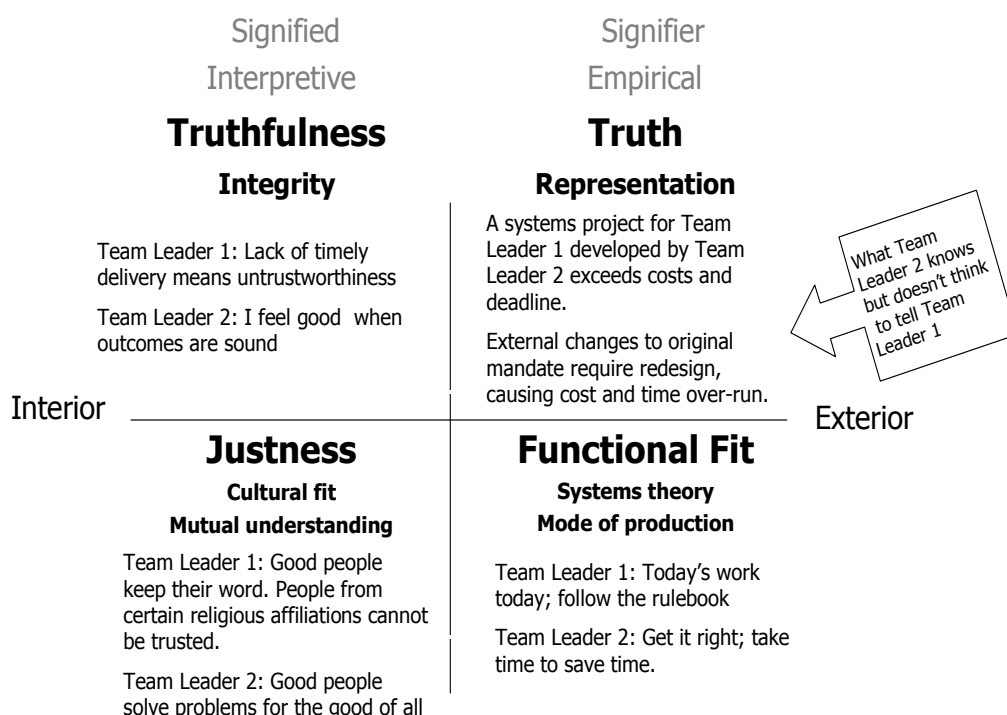 Signified
Interpretive
Truthfulness
Integrity
Team Leader 1: Lack of timely
delivery means untrustworthiness
Team Leader 2: I feel good when
outcomes are sound
Signifier
Empirical
Truth
Representation
A systems project for Team
Leader 1 developed by Team
Leader 2 exceeds costs and
deadline.
External changes to original
mandate require redesign,
causing cost and time over-run.
What Team
Leader 2 knows
but doesn't think
to tell Team
Leader 1
Interior
Exterior
Justness
Cultural fit
Mutual understanding
Team Leader 1: Good people
keep their word. People from
certain religious affiliations cannot
be trusted.
Team Leader 2: Good people
solve problems for the good of all
Functional Fit
Systems theory
Mode of production
Team Leader 1: Today's work
today; follow the rulebook
Team Leader 2: Get it right; take
time to save time.